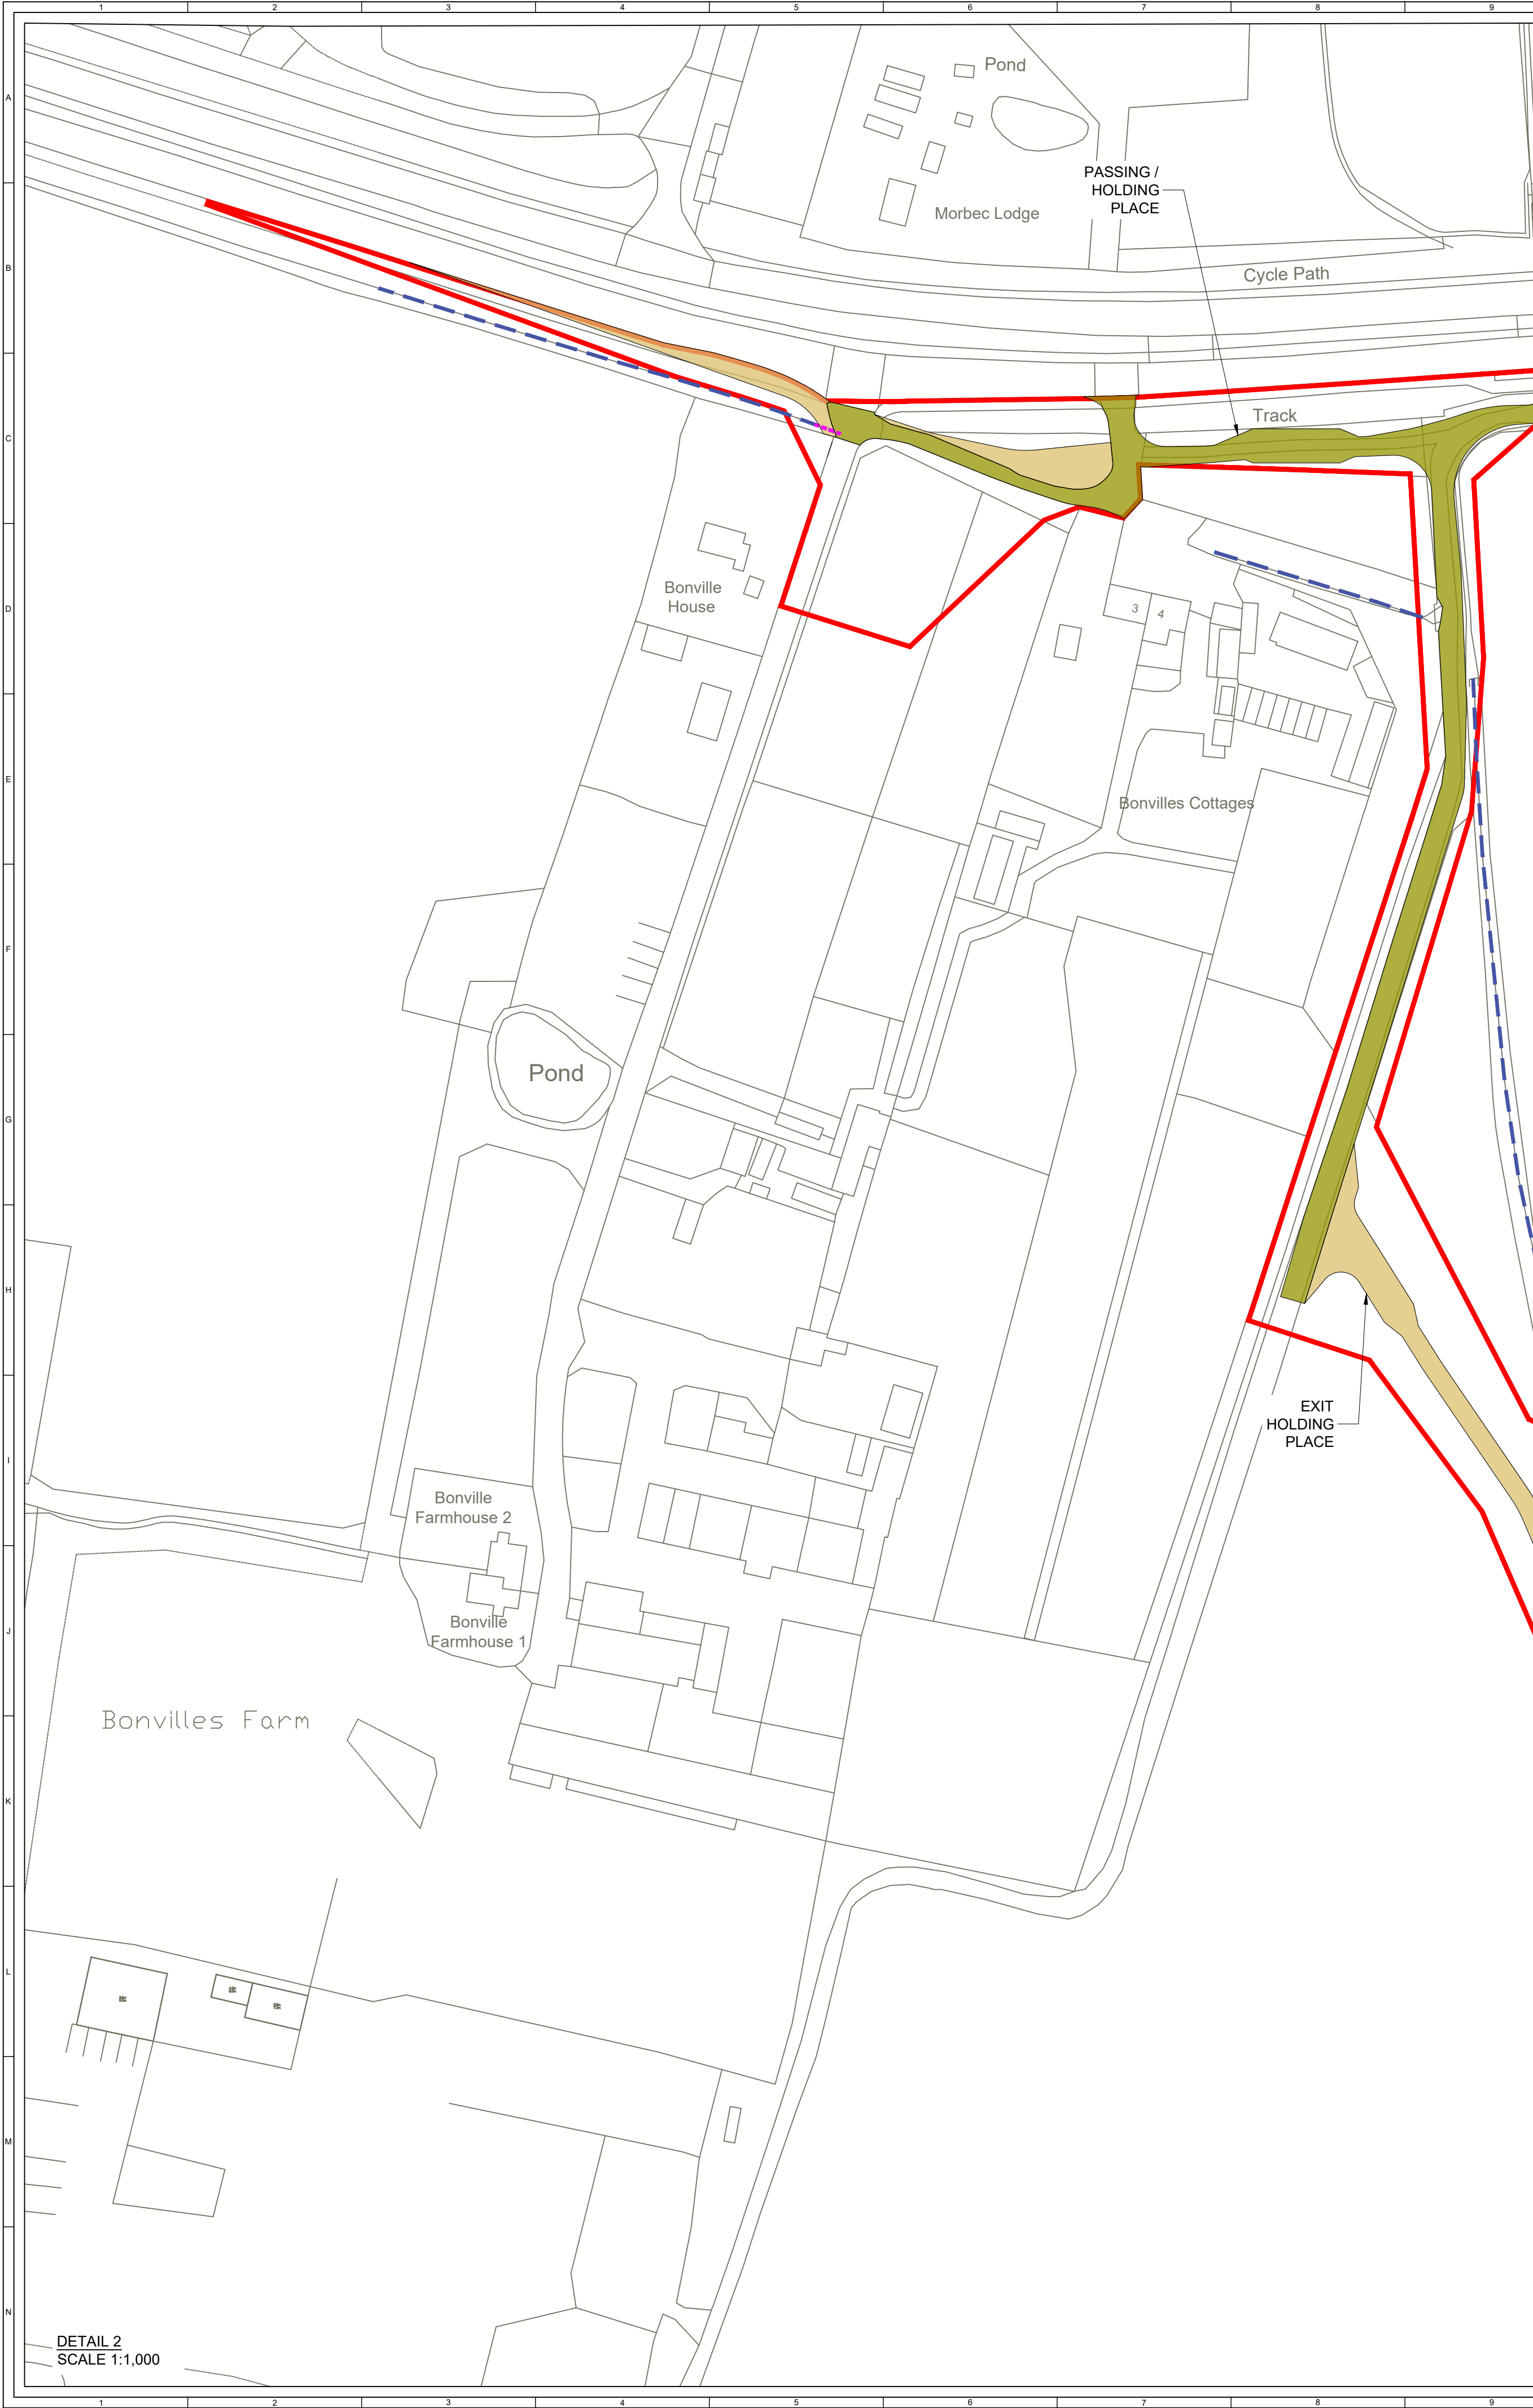 1 2 3 4 5 6 7 8 9
A
B
C
D
E
F
G
H
I
J
K
L
M
N
Pond
PASSING /
HOLDING
PLACE
Morbec Lodge
Cycle Path
Track
Bonville
House
3 4
Bonvilles Cottages
Pond
EXIT
HOLDING
PLACE
Bonville
Farmhouse 2
Bonville
Farmhouse 1
Bonvilles Farm
DETAIL 2
SCALE 1:1,000
1 2 3 4 5 6 7 8 9